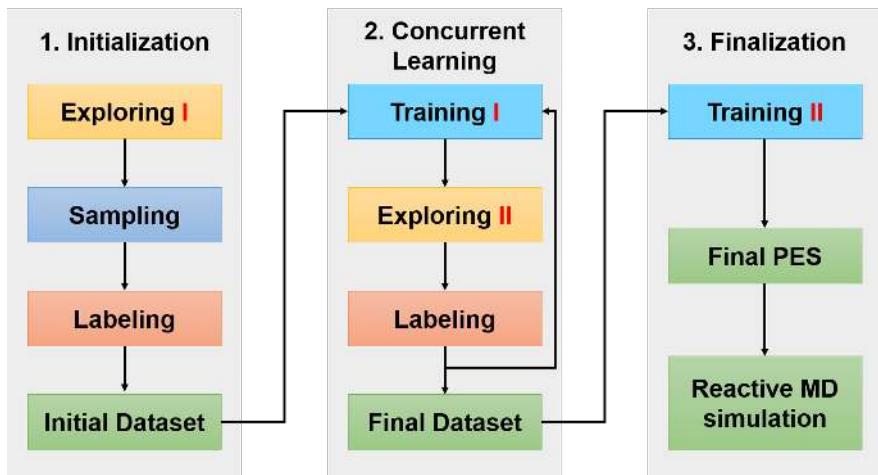 1. Initialization
Exploring I
Sampling
Labeling
Initial Dataset
2. Concurrent
Learning
Training I
Exploring II
Labeling
Final Dataset
3. Finalization
Training II
Final PES
Reactive MD
simulation